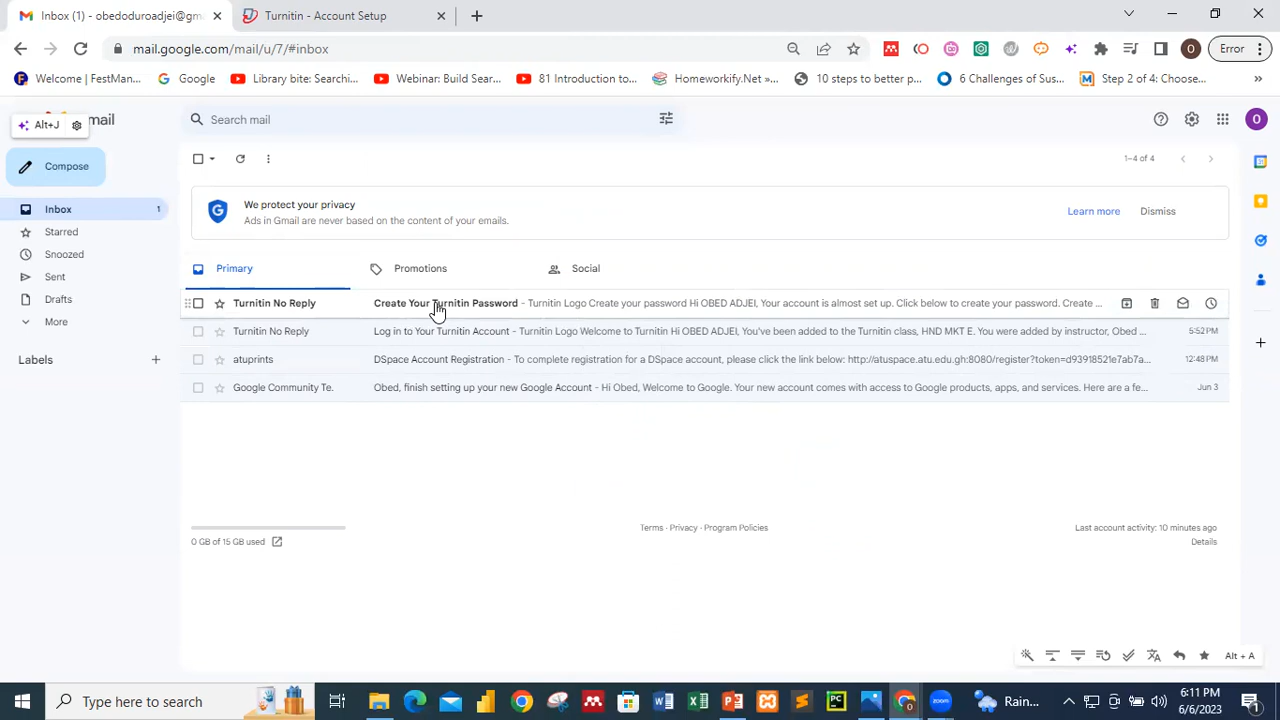 Inbox (1) - obedoduroadjei@gm
Turnitin - Account Setup
mail.google.com/mail/u/7/#inbox
Error
Welcome | FestMan...
Google
Library bite: Searchi...
Webinar: Build Sear...
81 Introduction to...
Homeworkify.Net »...
10 steps to better p...
6 Challenges of Sus...
Step 2 of 4: Choose...
Alt+J
mail
Search mail
Compose
1–4 of 4
Inbox 1
Starred
Snoozed
Sent
Drafts
More
Labels
We protect your privacy
Ads in Gmail are never based on the content of your emails.
Learn more
Dismiss
Primary
Promotions
Social
Turnitin No Reply Create Your Turnitin Password - Turnitin Logo Create your password Hi OBED ADJEI, Your account is almost set up. Click below to create your password. Create ...
Turnitin No Reply Log in to Your Turnitin Account - Turnitin Logo Welcome to Turnitin Hi OBED ADJEI, You've been added to the Turnitin class, HND MKT E. You were added by instructor, Obed ... 5:52 PM
atuprints DSpace Account Registration - To complete registration for a DSpace account, please click the link below: http://atuspace.atu.edu.gh:8080/register?token=d93918521e7ab7a... 12:48 PM
Google Community Te. Obed, finish setting up your new Google Account - Hi Obed, Welcome to Google. Your new account comes with access to Google products, apps, and services. Here are a fe... Jun 3
0 GB of 15 GB used
Terms · Privacy · Program Policies
Last account activity: 10 minutes ago
Details
Alt + A
Type here to search
Rain...
6:11 PM
6/6/2023